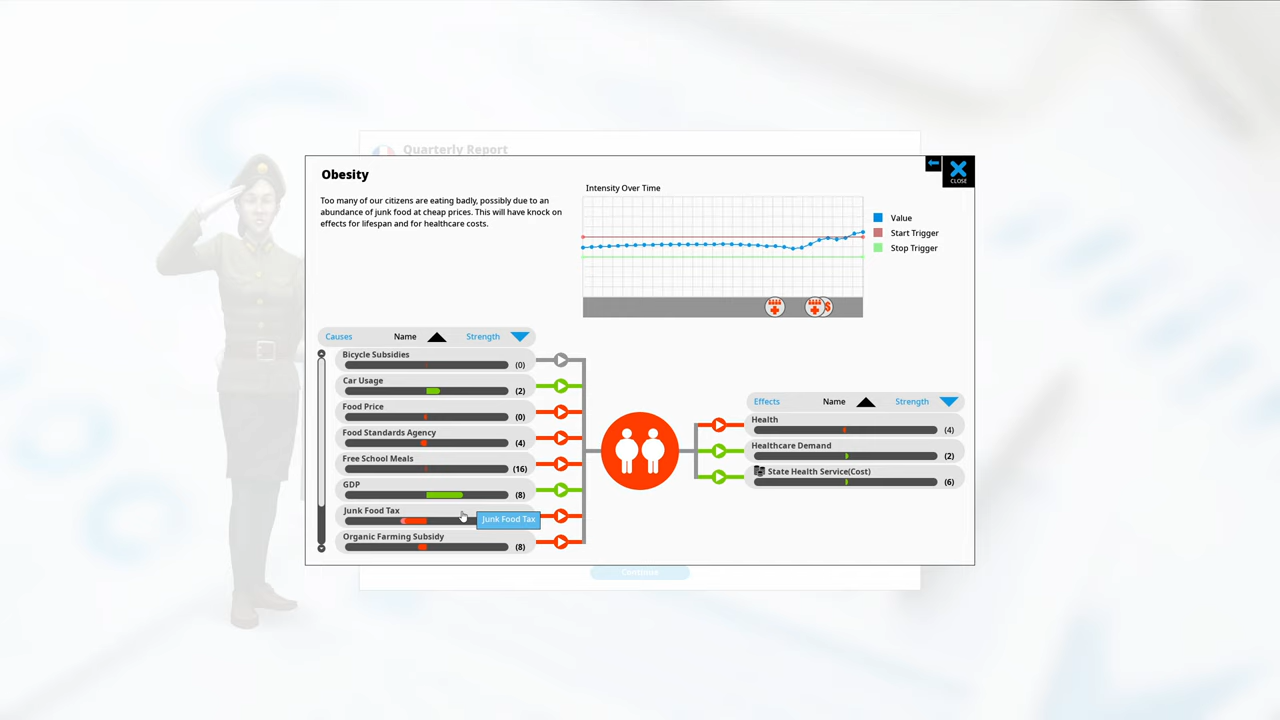 Quarterly Report
Obesity
CLOSE
Too many of our citizens are eating badly, possibly due to an
abundance of junk food at cheap prices. This will have knock on
effects for lifespan and for healthcare costs.
Intensity Over Time
Value
Start Trigger
Stop Trigger
Causes Name Strength
Bicycle Subsidies (0)
Car Usage (2)
Food Price (0)
Food Standards Agency (4)
Free School Meals (16)
GDP (8)
Junk Food Tax
Junk Food Tax
Organic Farming Subsidy (8)
Effects Name Strength
Health (4)
Healthcare Demand (2)
State Health Service(Cost) (6)
Continue